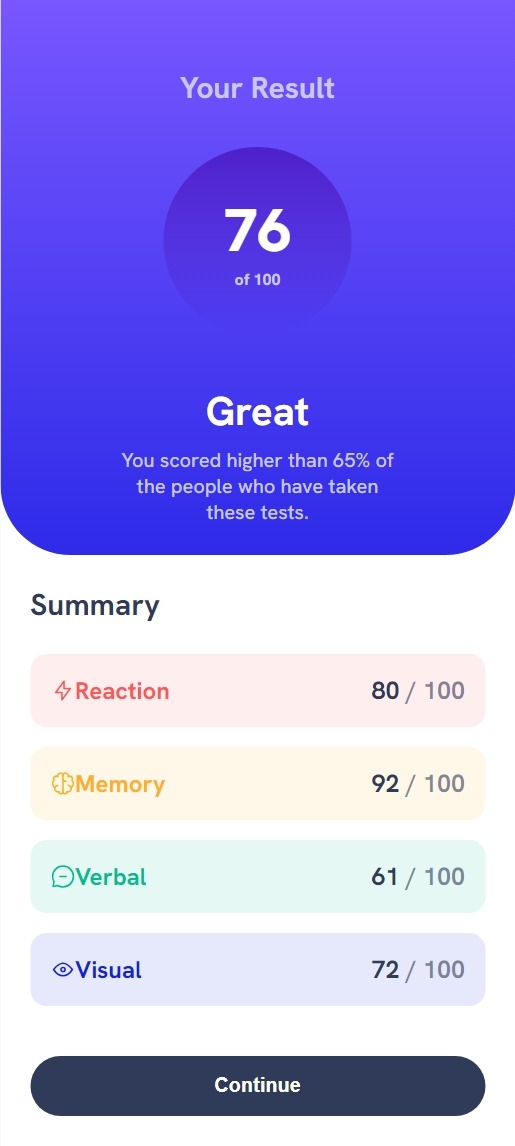 Your Result
76
of 100
Great
You scored higher than 65% of
the people who have taken
these tests.
Summary
Reaction 80 / 100
Memory 92 / 100
Verbal 61 / 100
Visual 72 / 100
Continue